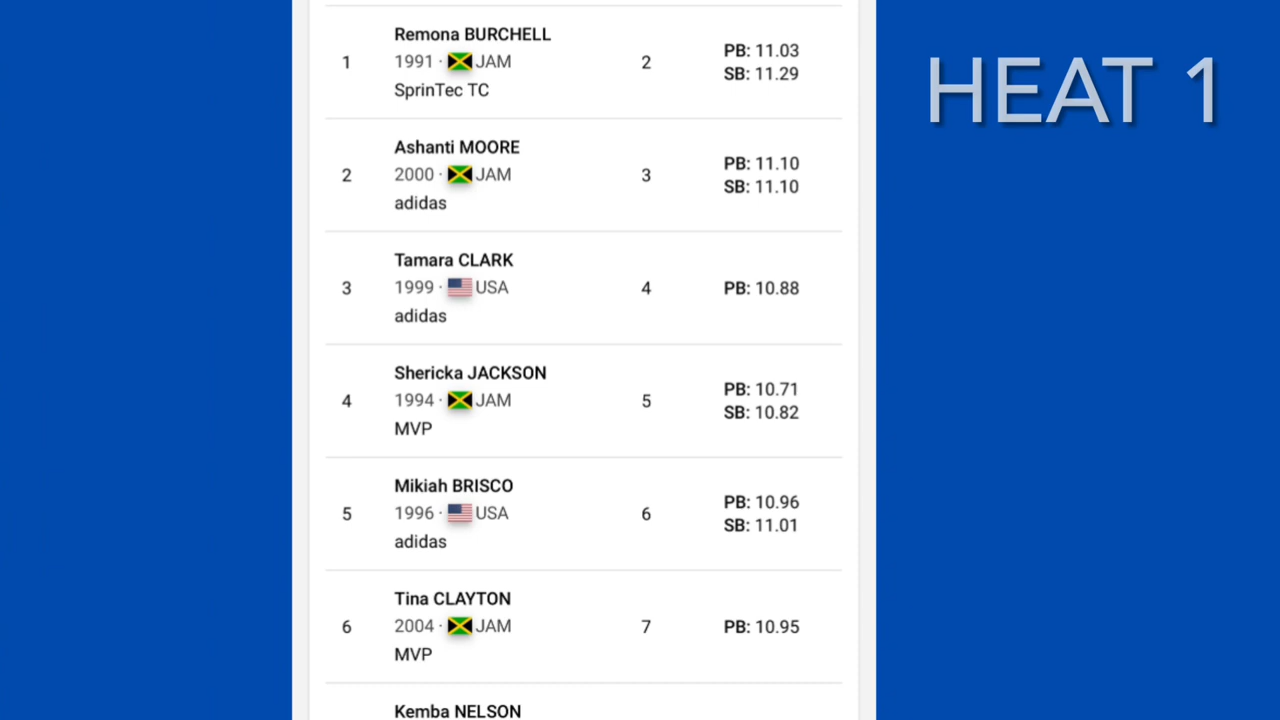 HEAT 1
Remona BURCHELL
1 1991 · JAM 2 PB: 11.03
SB: 11.29
SprinTec TC
Ashanti MOORE
2 2000 · JAM 3 PB: 11.10
SB: 11.10
adidas
Tamara CLARK
3 1999 · USA 4 PB: 10.88
adidas
Shericka JACKSON
4 1994 · JAM 5 PB: 10.71
SB: 10.82
MVP
Mikiah BRISCO
5 1996 · USA 6 PB: 10.96
SB: 11.01
adidas
Tina CLAYTON
6 2004 · JAM 7 PB: 10.95
MVP
Kemba NELSON